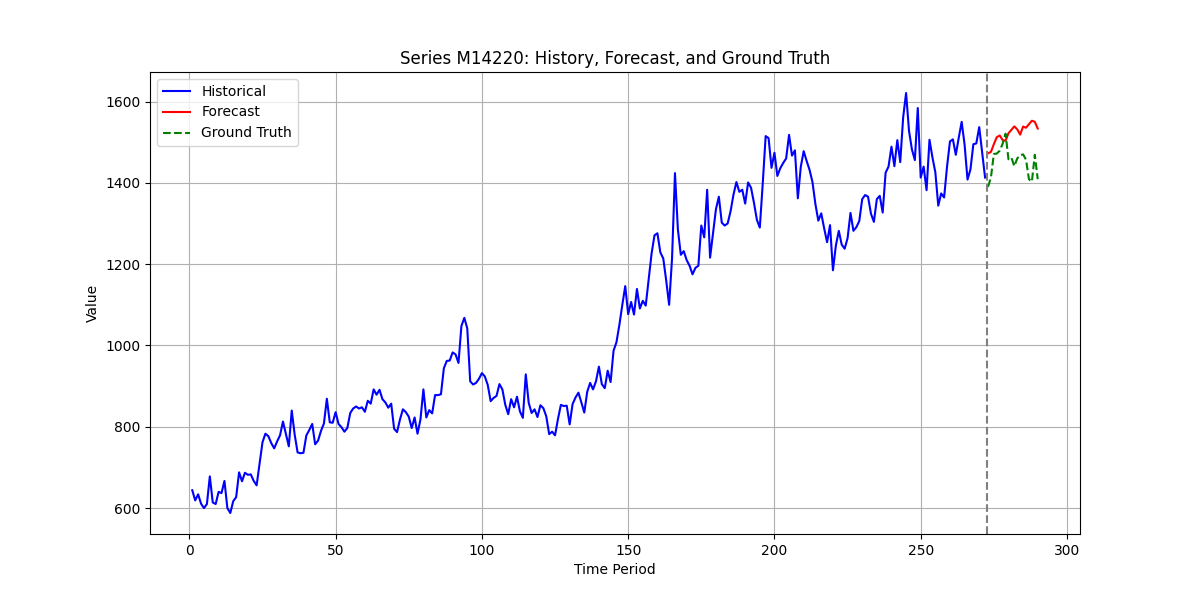 Series M14220: History, Forecast, and Ground Truth
Historical
Forecast
Ground Truth
Value
1600
1400
1200
1000
800
600
0
50
100
150
200
250
300
Time Period